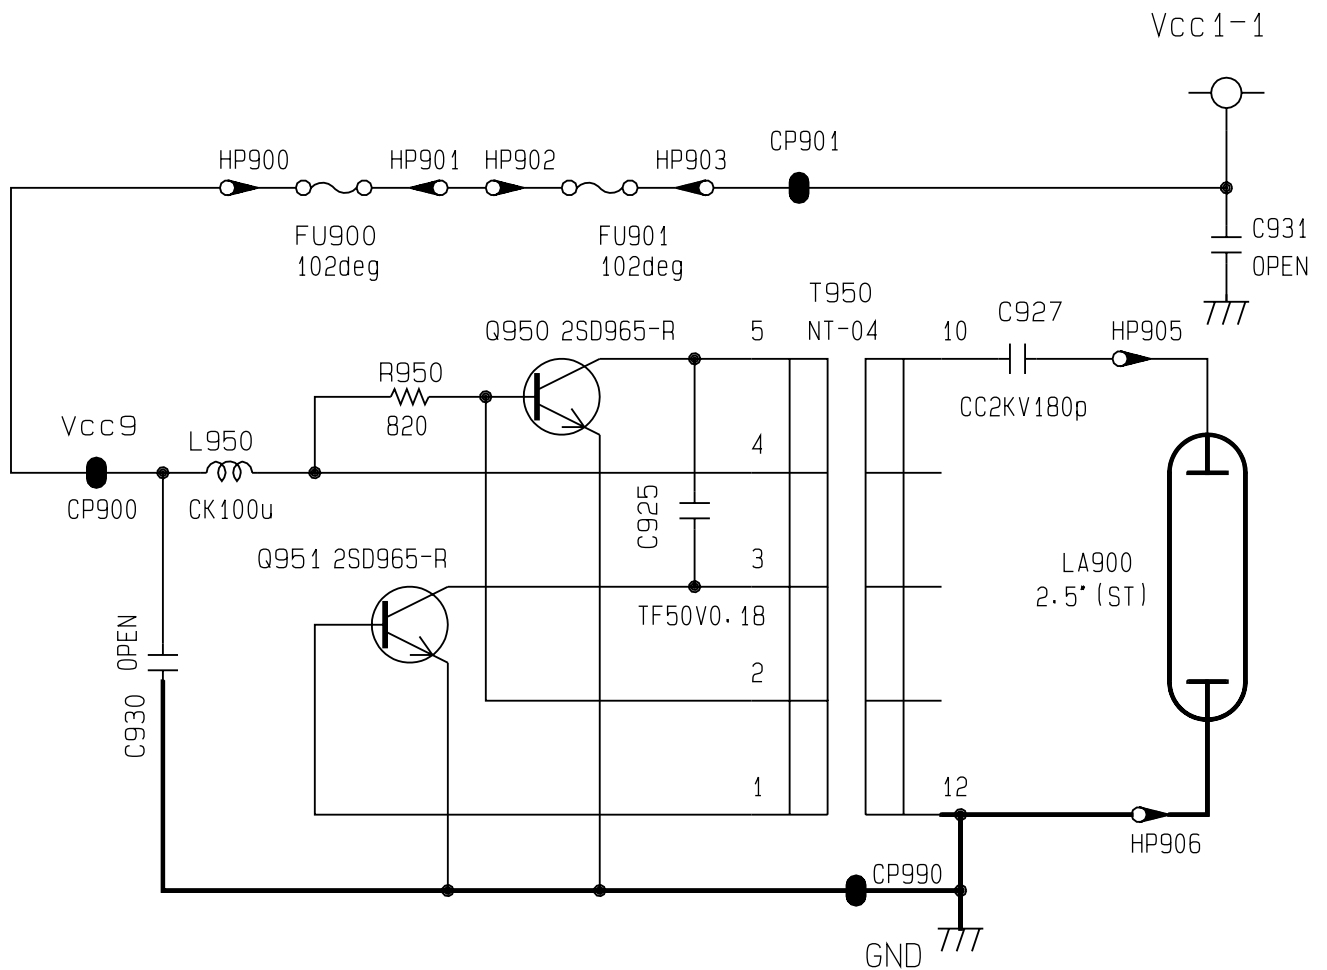 Vcc1-1
CP901
HP900
HP901
HP902
HP903
FU900
102deg
FU901
102deg
C931
OPEN
T950
NT-04
Q950 2SD965-R
5
10
C927
HP905
R950
820
CC2KV180p
Vcc9
L950
4
CP900
CK100u
C925
Q951 2SD965-R
3
LA900
2.5"(ST)
TF50V0.18
OPEN
C930
2
1
12
HP906
CP990
GND